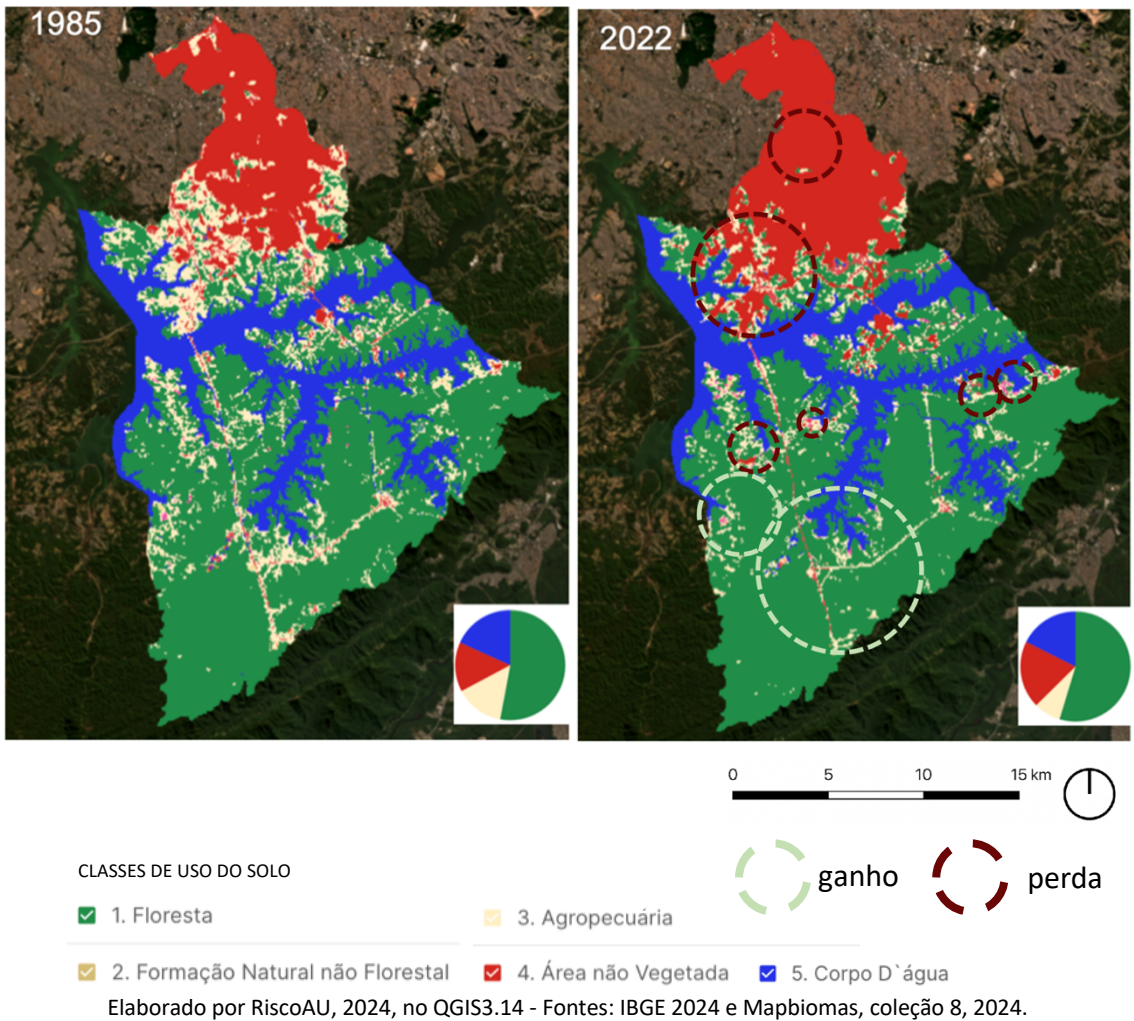 1985
2022
0 5 10 15 km
ganho perda
CLASSES DE USO DO SOLO
1. Floresta
3. Agropecuária
2. Formação Natural não Florestal
4. Área não Vegetada
5. Corpo D`água
Elaborado por RiscoAU, 2024, no QGIS3.14 - Fontes: IBGE 2024 e Mapbiomas, coleção 8, 2024.